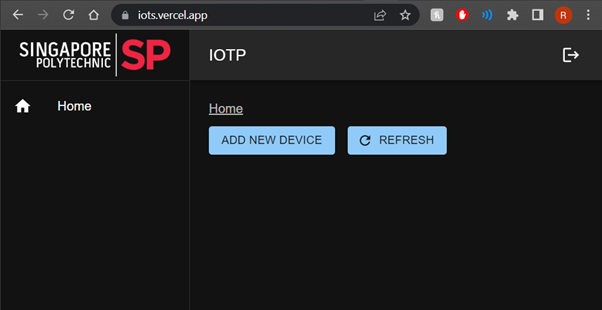 iots.vercel.app
R
SINGAPORE
POLYTECHNIC
SP
IOTP
Home
Home
ADD NEW DEVICE
REFRESH